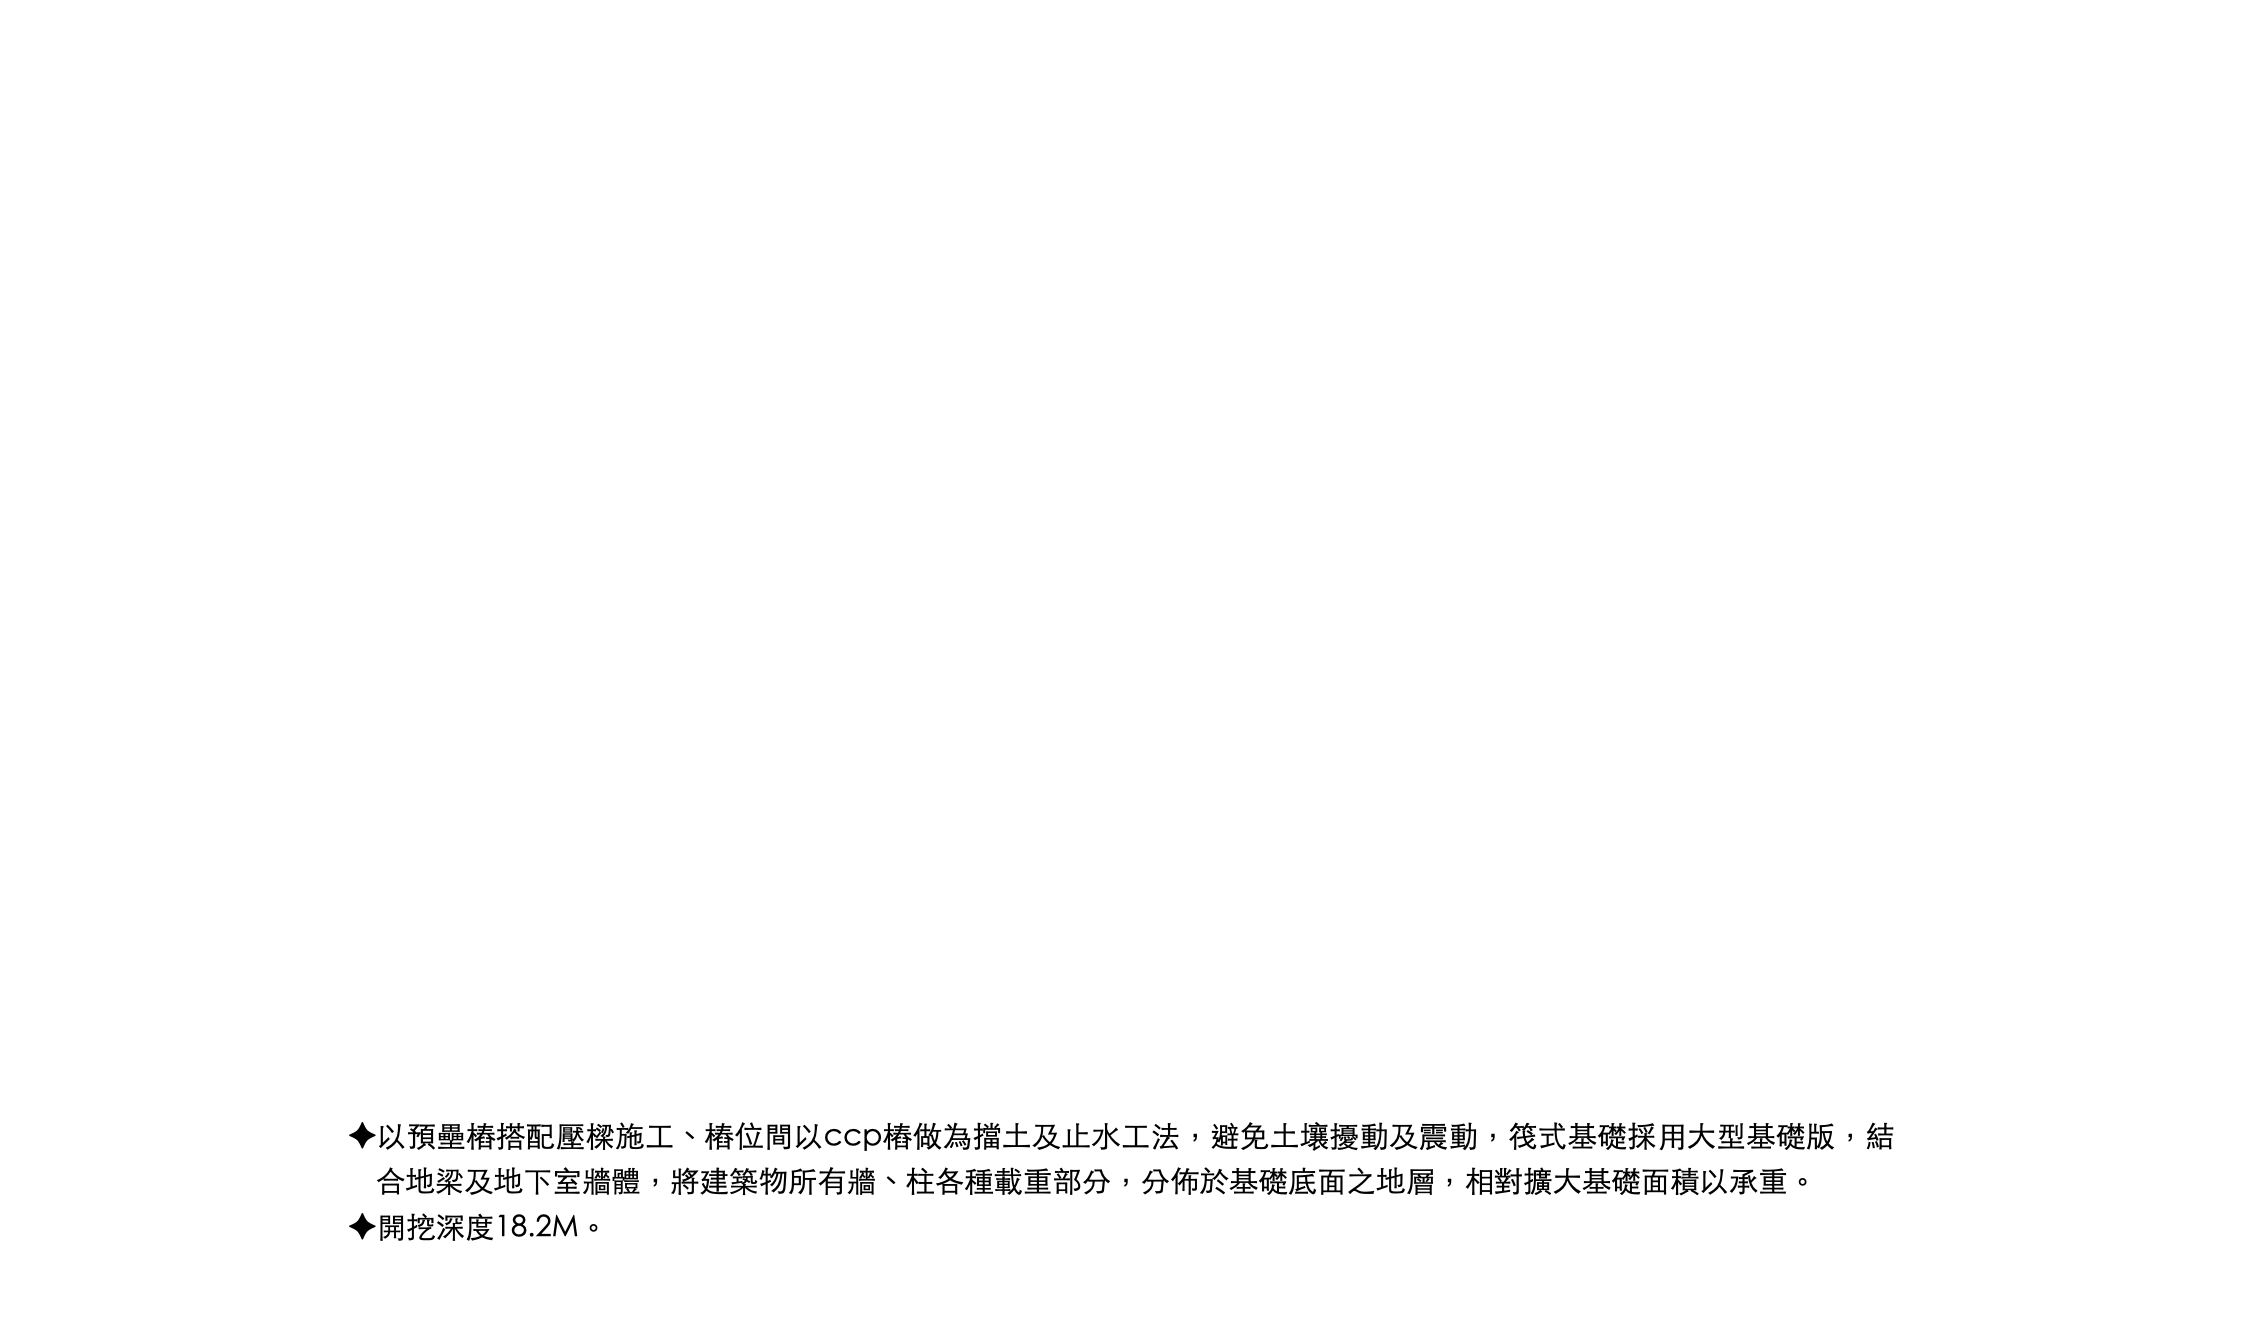 ✦以預壘樁搭配壓樑施工、樁位間以ccp樁做為擋土及止水工法，避免土壤擾動及震動，筏式基礎採用大型基礎版，結
合地梁及地下室牆體，將建築物所有牆、柱各種載重部分，分佈於基礎底面之地層，相對擴大基礎面積以承重。
✦開挖深度18.2M。